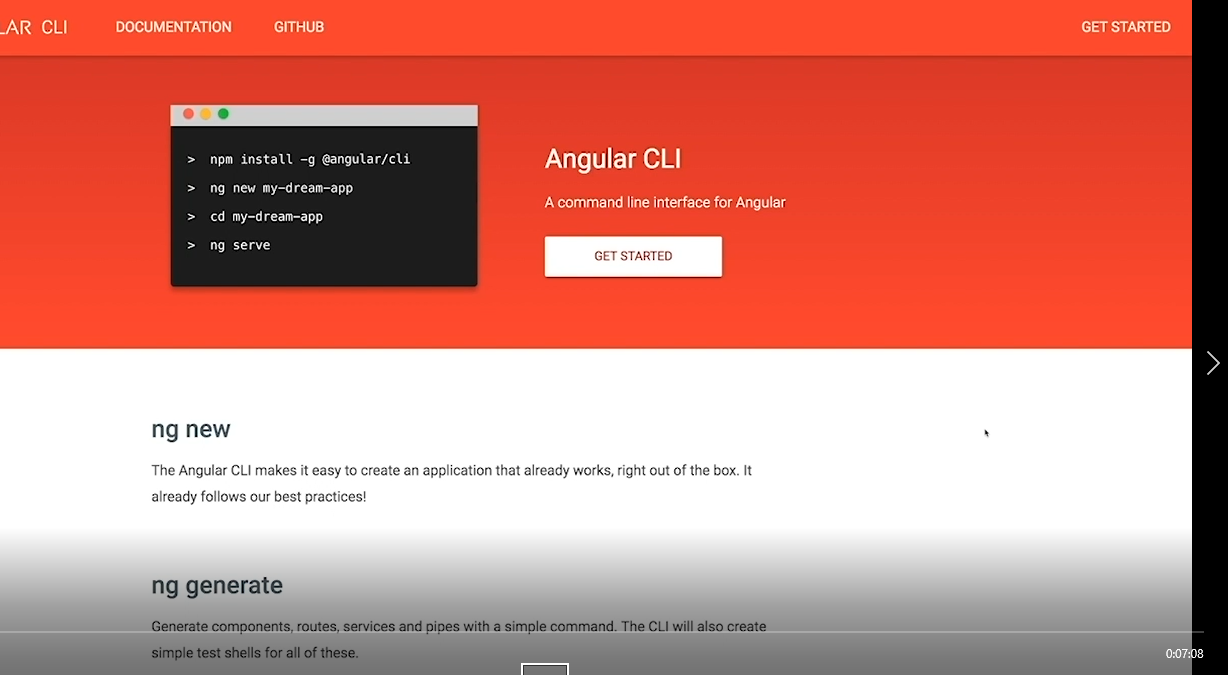 LAR CLI DOCUMENTATION GITHUB GET STARTED
> npm install -g @angular/cli
> ng new my-dream-app
> cd my-dream-app
> ng serve
Angular CLI
A command line interface for Angular
GET STARTED
ng new
The Angular CLI makes it easy to create an application that already works, right out of the box. It
already follows our best practices!
ng generate
Generate components, routes, services and pipes with a simple command. The CLI will also create
simple test shells for all of these.
0:07:08